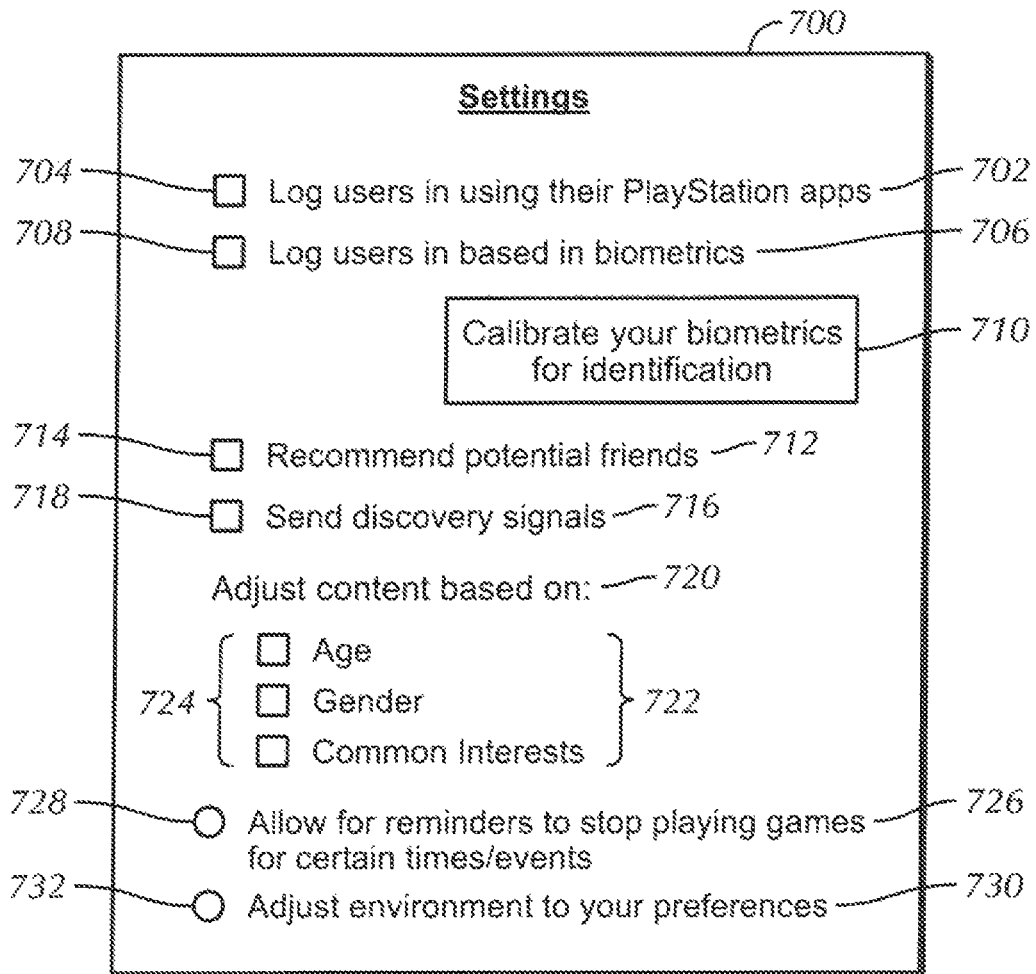 700
Settings
704 Log users in using their PlayStation apps 702
708 Log users in based in biometrics 706
Calibrate your biometrics 710
for identification
714 Recommend potential friends 712
718 Send discovery signals 716
Adjust content based on: 720
Age
724 Gender 722
Common Interests
728 Allow for reminders to stop playing games 726
for certain times/events
732 Adjust environment to your preferences 730